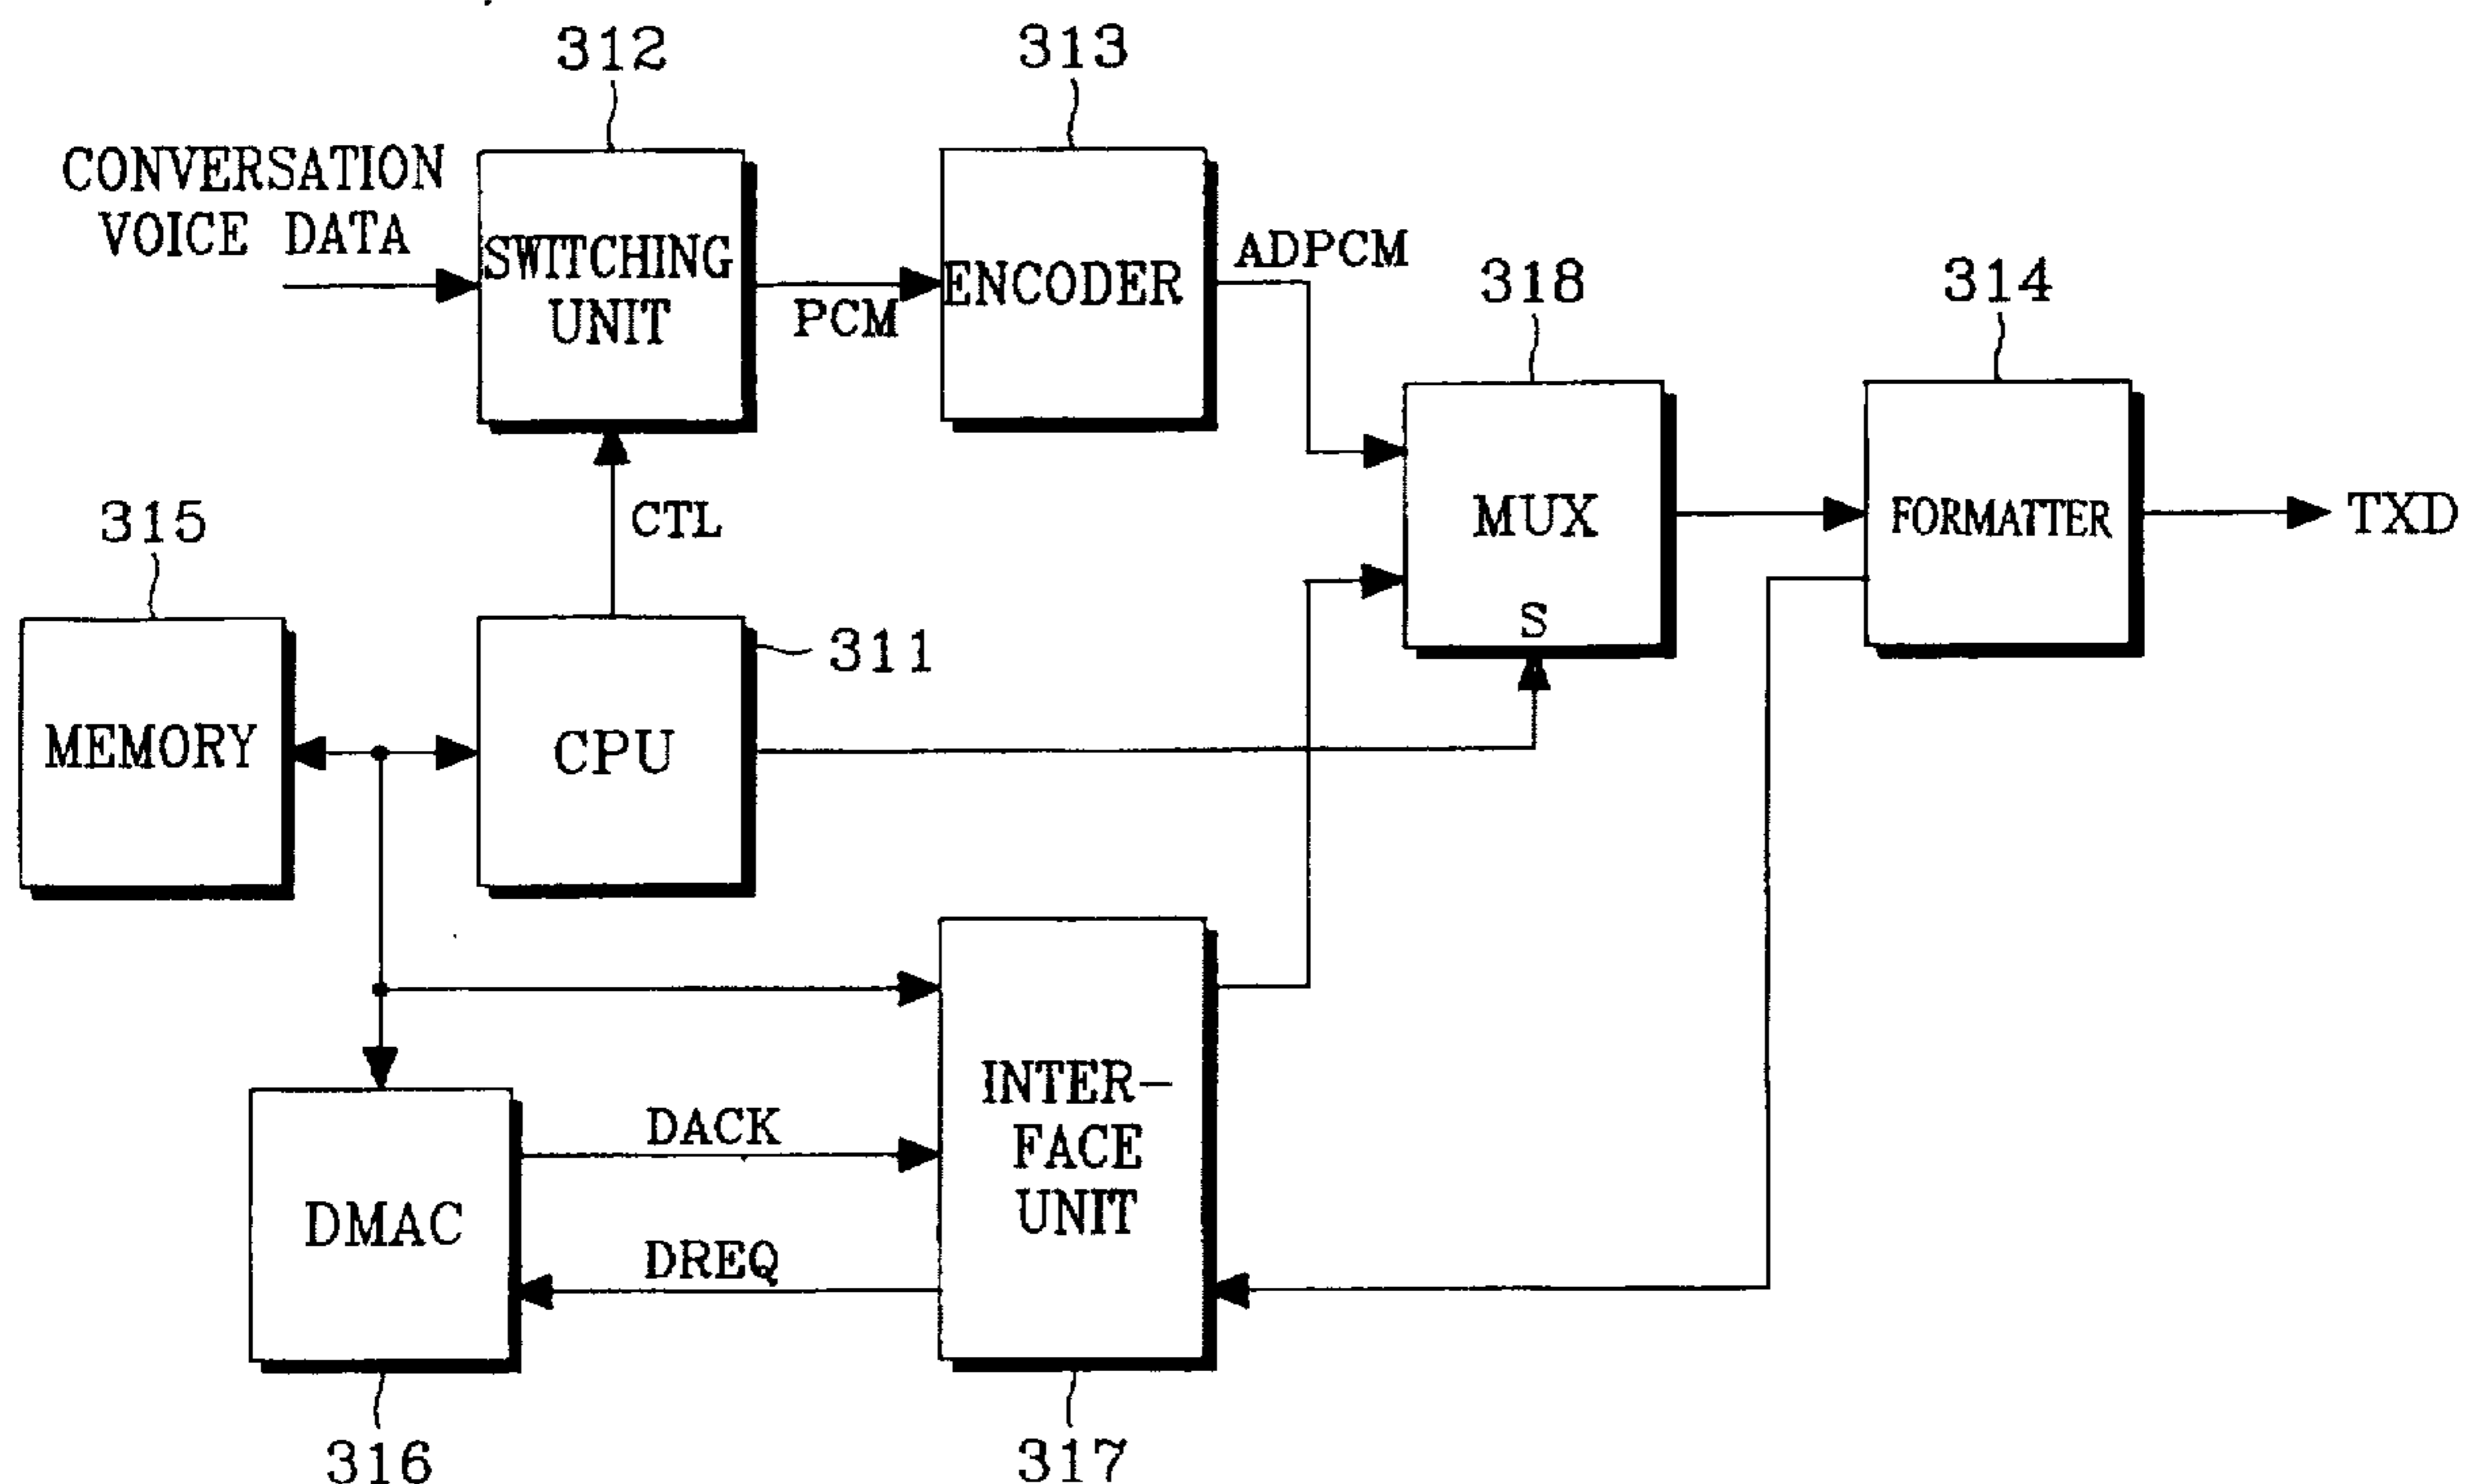 312
313
CONVERSATION
VOICE DATA
SWITCHING
UNIT
PCM
ENCODER
ADPCM
318
314
315
CTL
MUX
S
FORMATTER
TXD
311
MEMORY
CPU
INTER-
FACE
UNIT
DACK
DMAC
DREQ
316
317